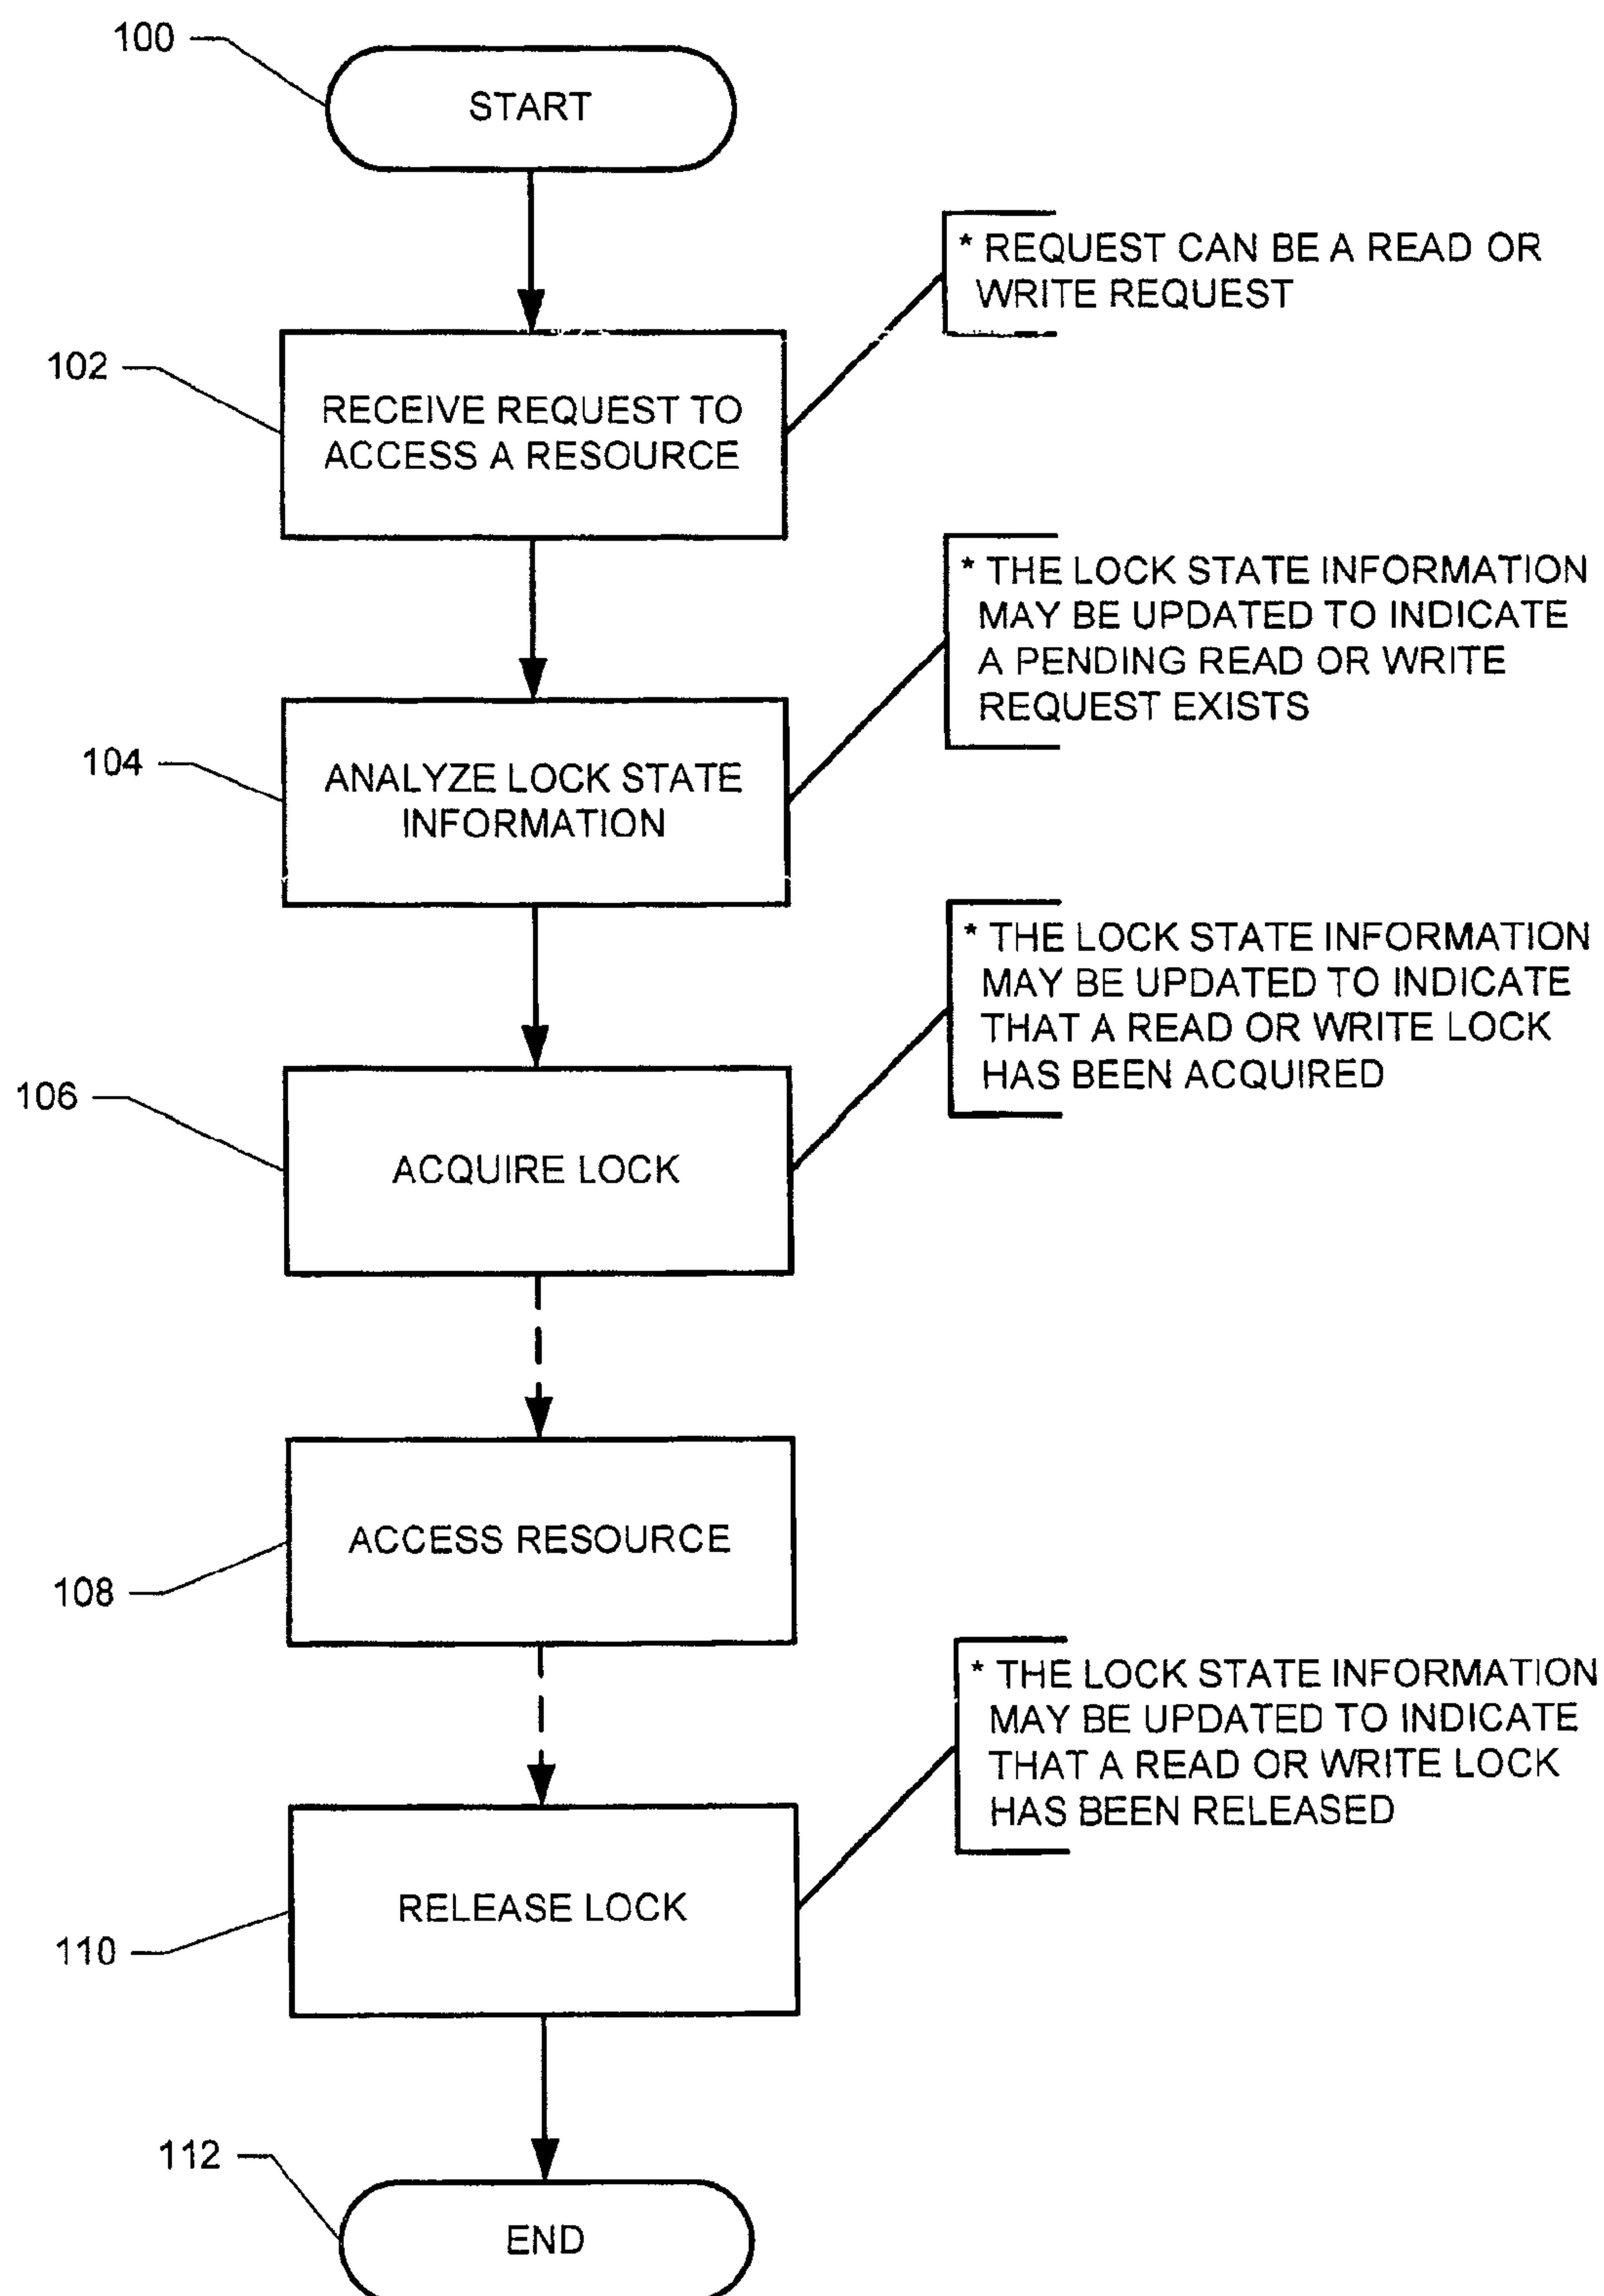 100
START
* REQUEST CAN BE A READ OR
WRITE REQUEST
102
RECEIVE REQUEST TO
ACCESS A RESOURCE
* THE LOCK STATE INFORMATION
MAY BE UPDATED TO INDICATE
A PENDING READ OR WRITE
REQUEST EXISTS
104
ANALYZE LOCK STATE
INFORMATION
* THE LOCK STATE INFORMATION
MAY BE UPDATED TO INDICATE
THAT A READ OR WRITE LOCK
HAS BEEN ACQUIRED
106
ACQUIRE LOCK
108
ACCESS RESOURCE
* THE LOCK STATE INFORMATION
MAY BE UPDATED TO INDICATE
THAT A READ OR WRITE LOCK
HAS BEEN RELEASED
110
RELEASE LOCK
112
END